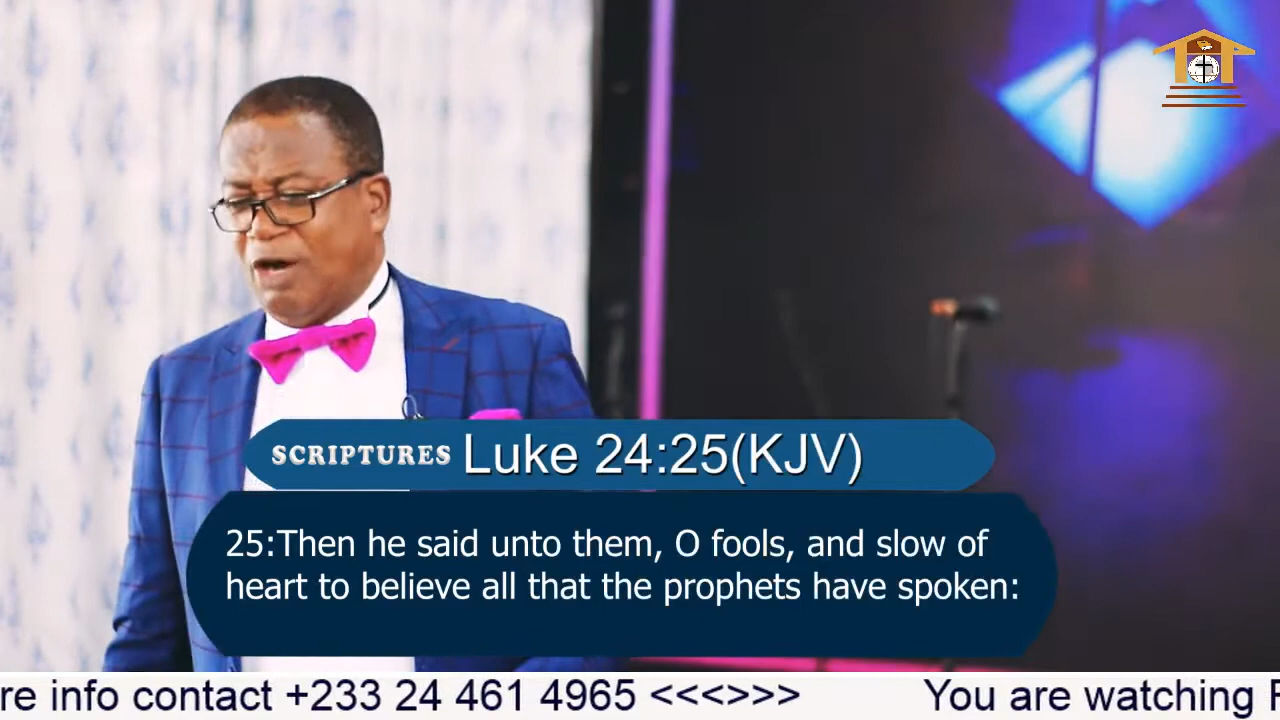 SCRIPTURES Luke 24:25(KJV)
25:Then he said unto them, O fools, and slow of
heart to believe all that the prophets have spoken:
re info contact +233 24 461 4965 <<<>>> You are watching